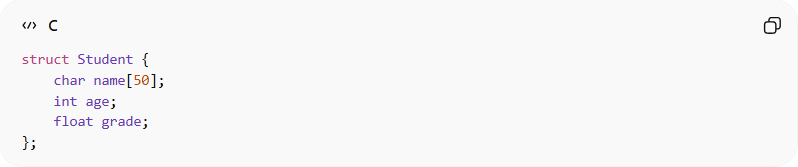 </> C
struct Student {
    char name[50];
    int age;
    float grade;
};